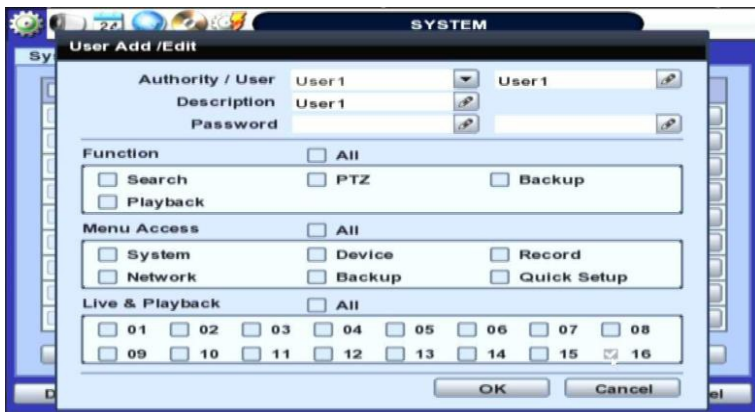 SYSTEM
User Add /Edit
Authority / User User1 User1
Description User1
Password
Function All
Search PTZ Backup
Playback
Menu Access All
System Device Record
Network Backup Quick Setup
Live & Playback All
01 02 03 04 05 06 07 08
09 10 11 12 13 14 15 16
OK Cancel